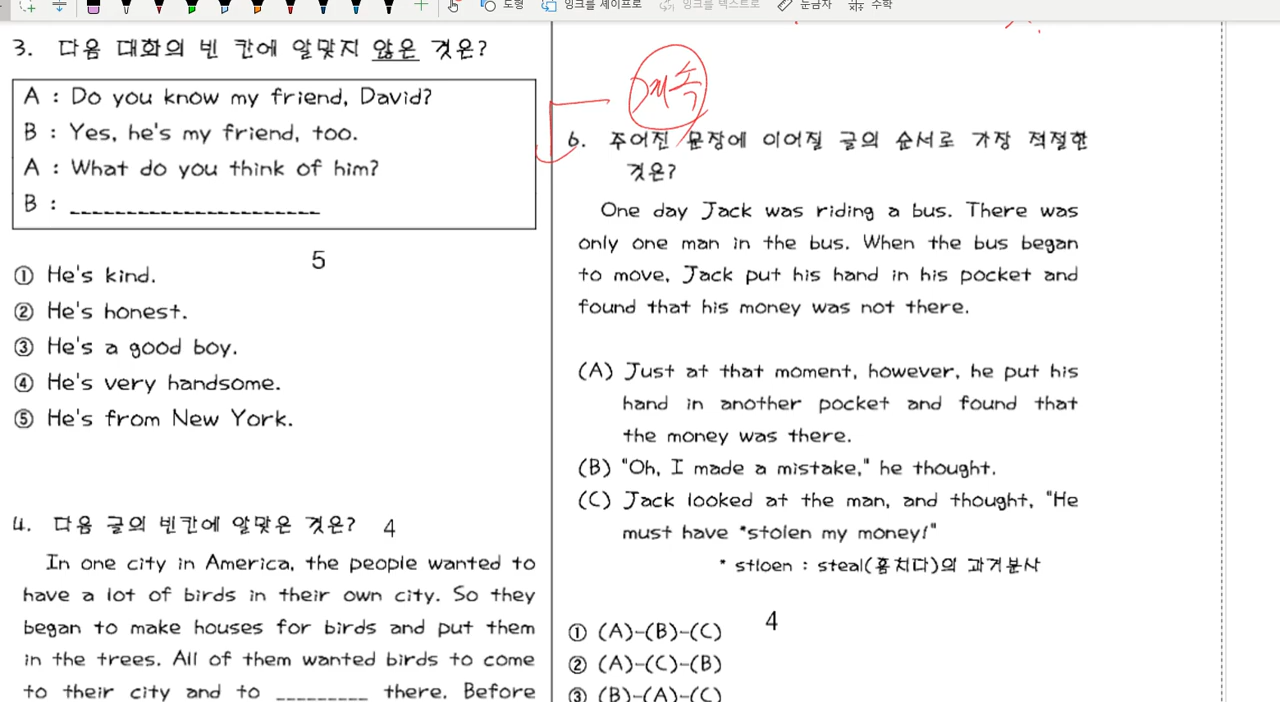 도형
잉크를 셰이프로
잉크를 텍스트로
눈금자
수학
3. 다음 대화의 빈 칸에 알맞지 않은 것은?
A : Do you know my friend, David?
B : Yes, he's my friend, too.
A : What do you think of him?
B : ______________________
5
① He's kind.
② He's honest.
③ He's a good boy.
④ He's very handsome.
⑤ He's from New York.
4. 다음 글의 빈칸에 알맞은 것은? 4
In one city in America, the people wanted to
have a lot of birds in their own city. So they
began to make houses for birds and put them
in the trees. All of them wanted birds to come
to their city and to _________ there. Before
6. 주어진 문장에 이어질 글의 순서로 가장 적절한
것은?
One day Jack was riding a bus. There was
only one man in the bus. When the bus began
to move, Jack put his hand in his pocket and
found that his money was not there.
(A) Just at that moment, however, he put his
hand in another pocket and found that
the money was there.
(B) "Oh, I made a mistake," he thought.
(C) Jack looked at the man, and thought, "He
must have *stolen my money!"
* stloen : steal(훔치다)의 과거분사
4
① (A)-(B)-(C)
② (A)-(C)-(B)
③ (B)-(A)-(C)